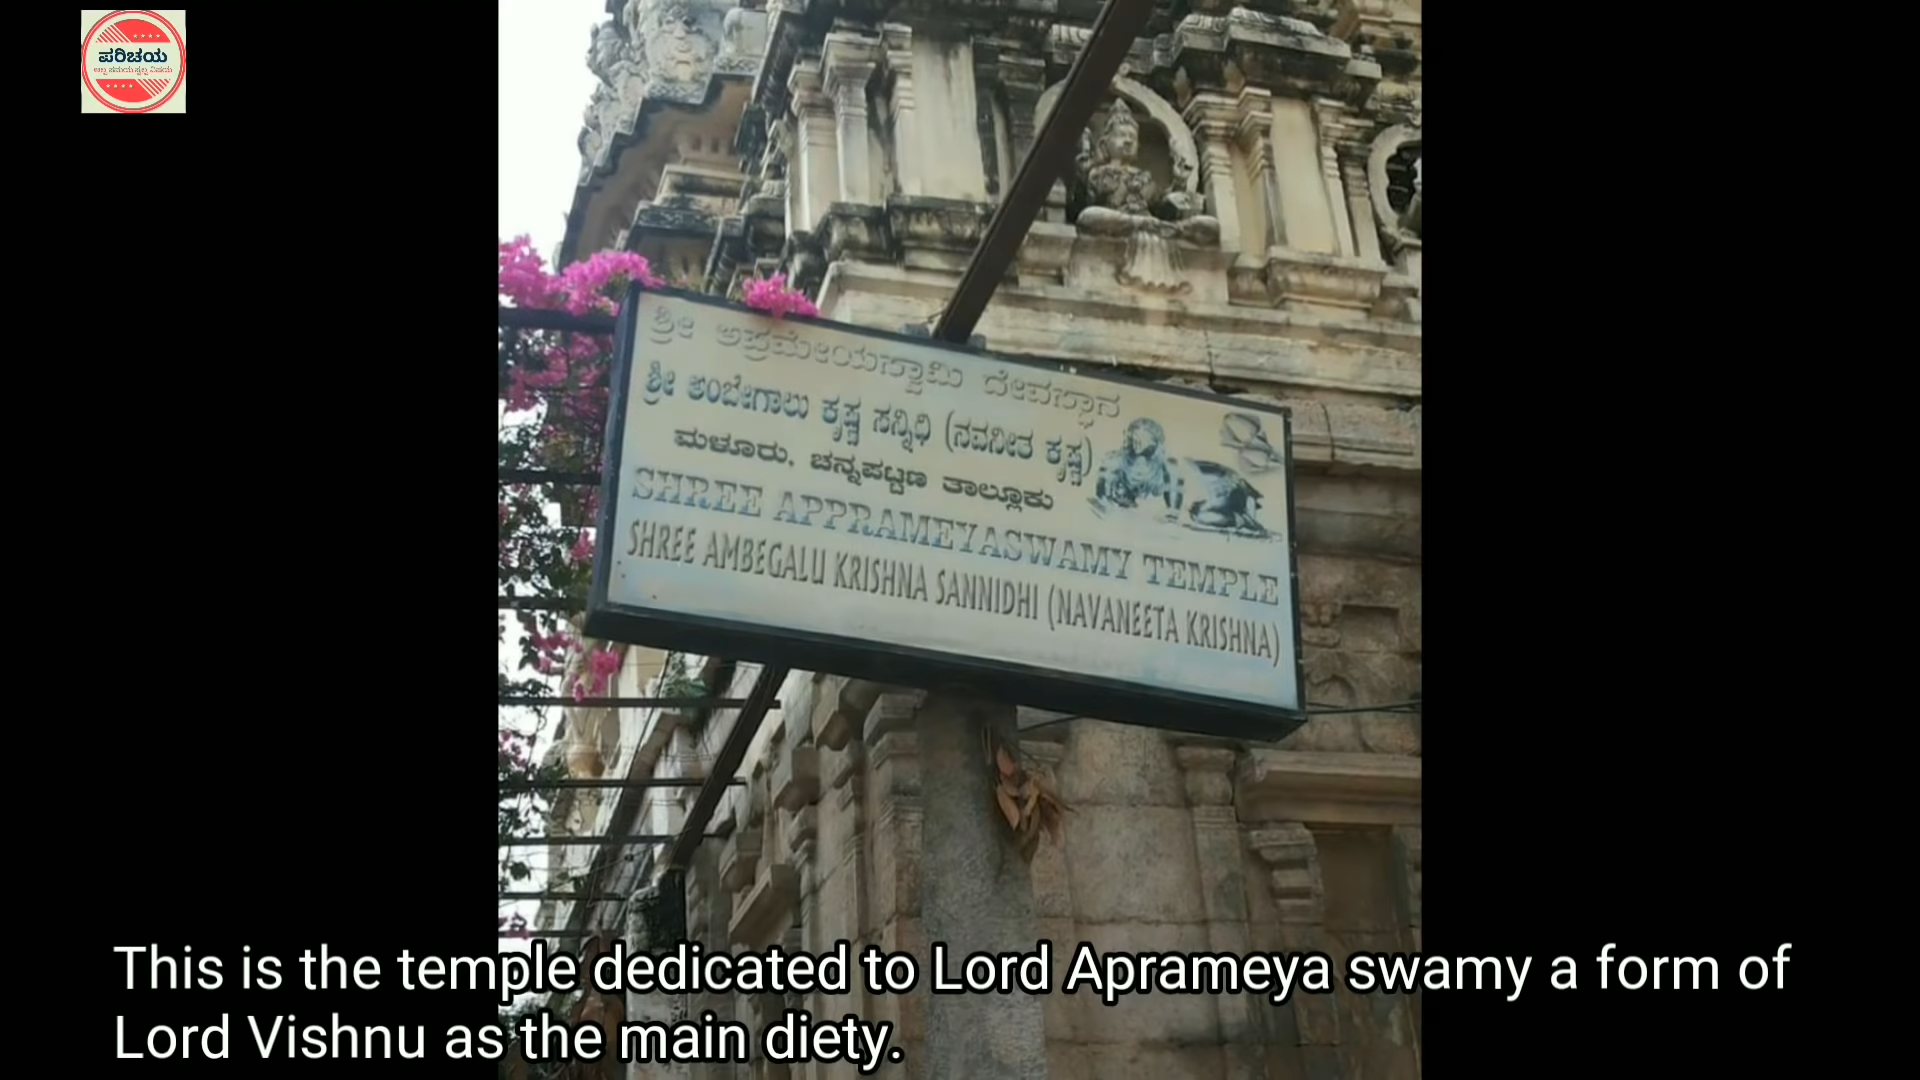 ಪರಿಚಯ
ಶ್ರೀ ಅಪ್ರಮೇಯಸ್ವಾಮಿ ದೇವಸ್ಥಾನ
ಶ್ರೀ ಅಂಬೇಗಾಲು ಕೃಷ್ಣ ಸನ್ನಿಧಿ (ನವನೀತ ಕೃಷ್ಣ)
ಮಳೂರು, ಚನ್ನಪಟ್ಟಣ ತಾಲ್ಲೂಕು
SHREE APPRAMEYASWAMY TEMPLE
SHREE AMBEGALU KRISHNA SANNIDHI (NAVANEETA KRISHNA)
This is the temple dedicated to Lord Aprameya swamy a form of
Lord Vishnu as the main diety.